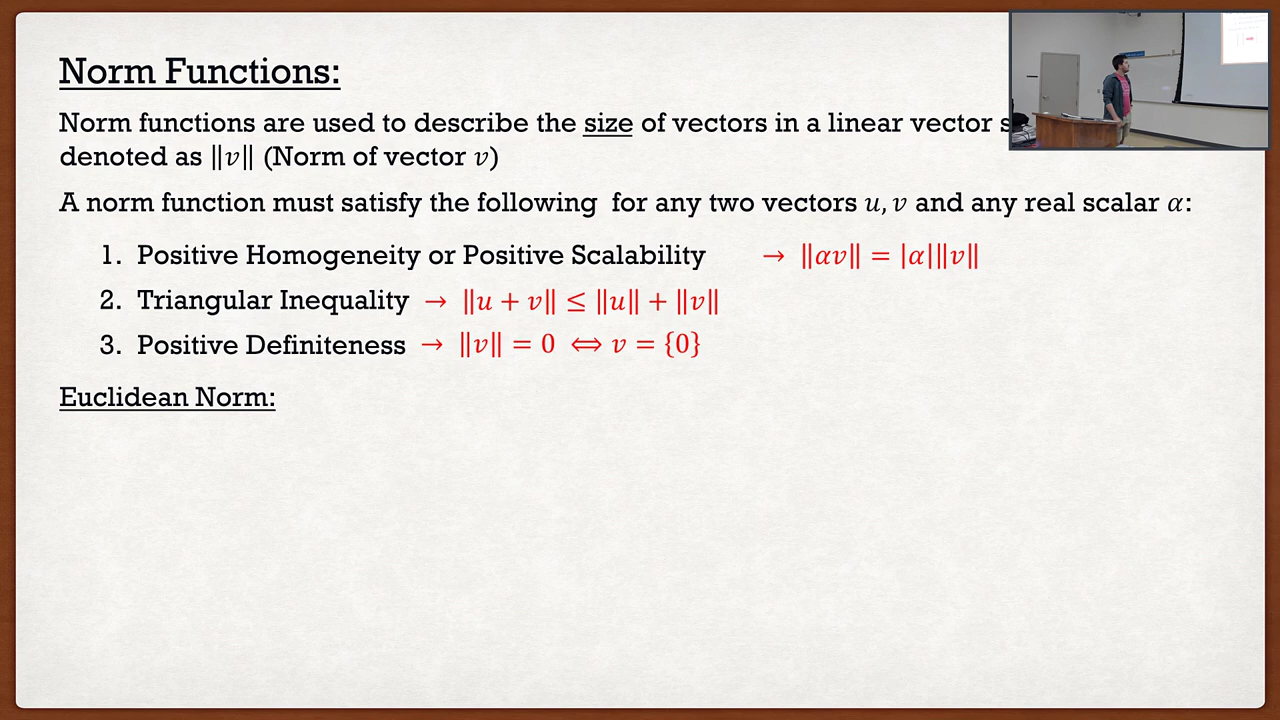 Norm Functions:
Norm functions are used to describe the size of vectors in a linear vector
denoted as ‖v‖ (Norm of vector v)
A norm function must satisfy the following for any two vectors u, v and any real scalar α:
1. Positive Homogeneity or Positive Scalability → ‖αv‖ = |α|‖v‖
2. Triangular Inequality → ‖u + v‖ ≤ ‖u‖ + ‖v‖
3. Positive Definiteness → ‖v‖ = 0 ⟺ v = {0}
Euclidean Norm: